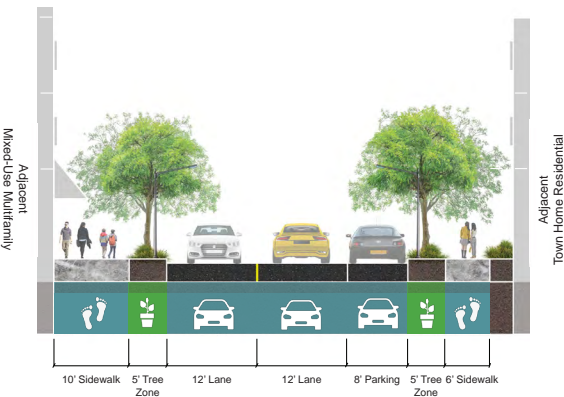 Adjacent
Mixed-Use Multifamily
Adjacent
Town Home Residential
10' Sidewalk
5' Tree
Zone
12' Lane
12' Lane
8' Parking
5' Tree
Zone
6' Sidewalk